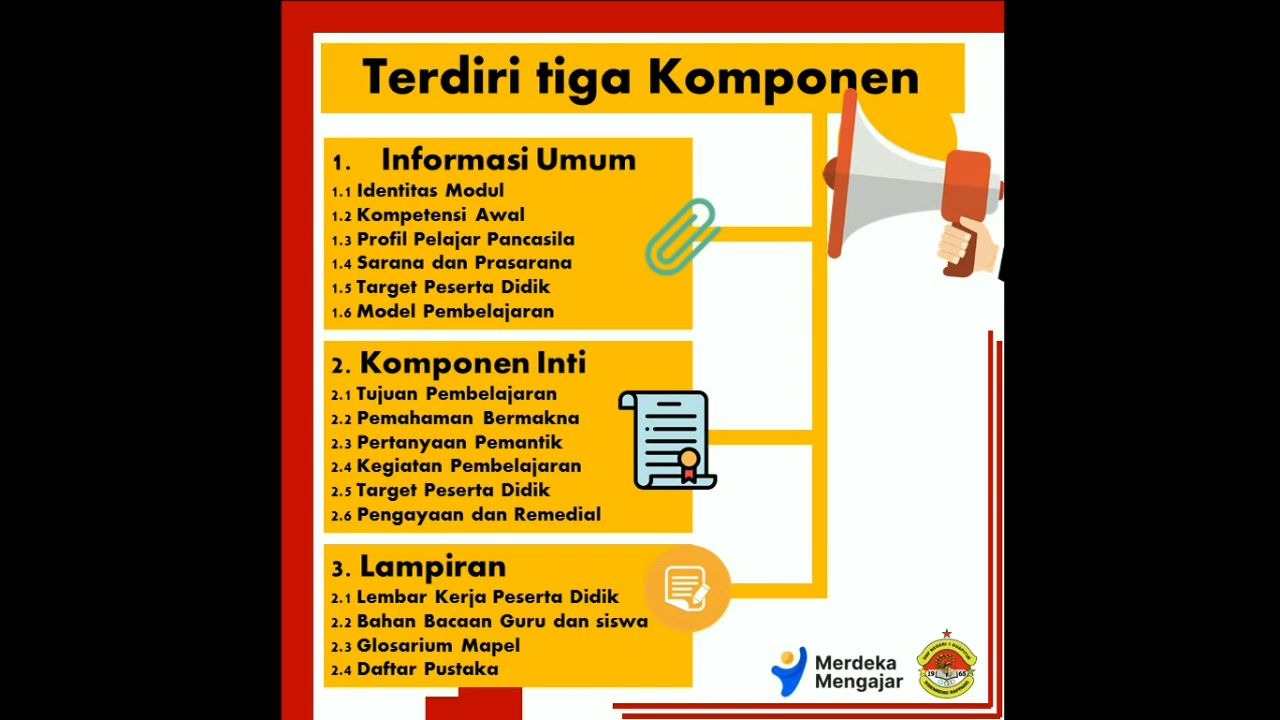 Terdiri tiga Komponen
1. Informasi Umum
1.1 Identitas Modul
1.2 Kompetensi Awal
1.3 Profil Pelajar Pancasila
1.4 Sarana dan Prasarana
1.5 Target Peserta Didik
1.6 Model Pembelajaran
2. Komponen Inti
2.1 Tujuan Pembelajaran
2.2 Pemahaman Bermakna
2.3 Pertanyaan Pemantik
2.4 Kegiatan Pembelajaran
2.5 Target Peserta Didik
2.6 Pengayaan dan Remedial
3. Lampiran
2.1 Lembar Kerja Peserta Didik
2.2 Bahan Bacaan Guru dan siswa
2.3 Glosarium Mapel
2.4 Daftar Pustaka
Merdeka
Mengajar
19 65